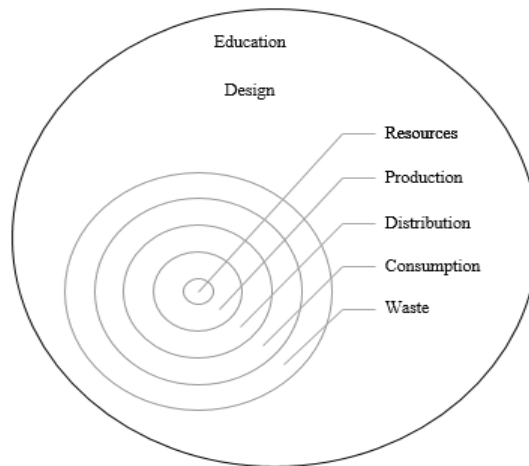 Education
Design
Resources
Production
Distribution
Consumption
Waste